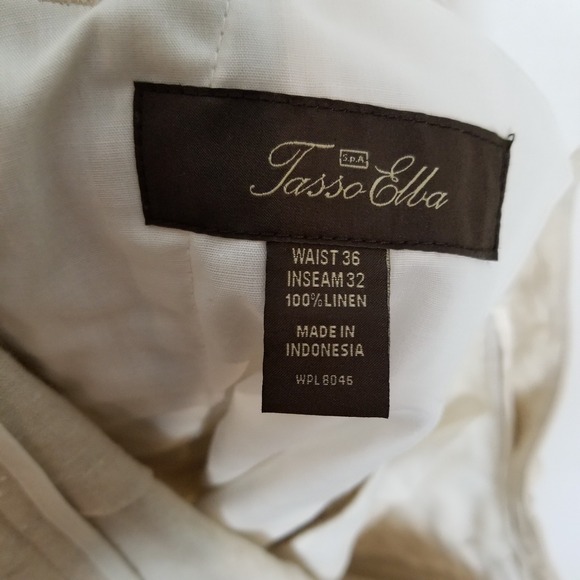 S.p.A.
Tasso Elba
WAIST 36
INSEAM 32
100% LINEN
MADE IN
INDONESIA
WPL8046